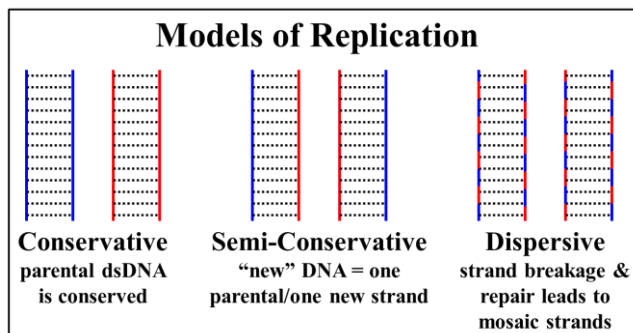 Models of Replication
Conservative
parental dsDNA
is conserved
Semi-Conservative
“new” DNA = one
parental/one new strand
Dispersive
strand breakage &
repair leads to
mosaic strands